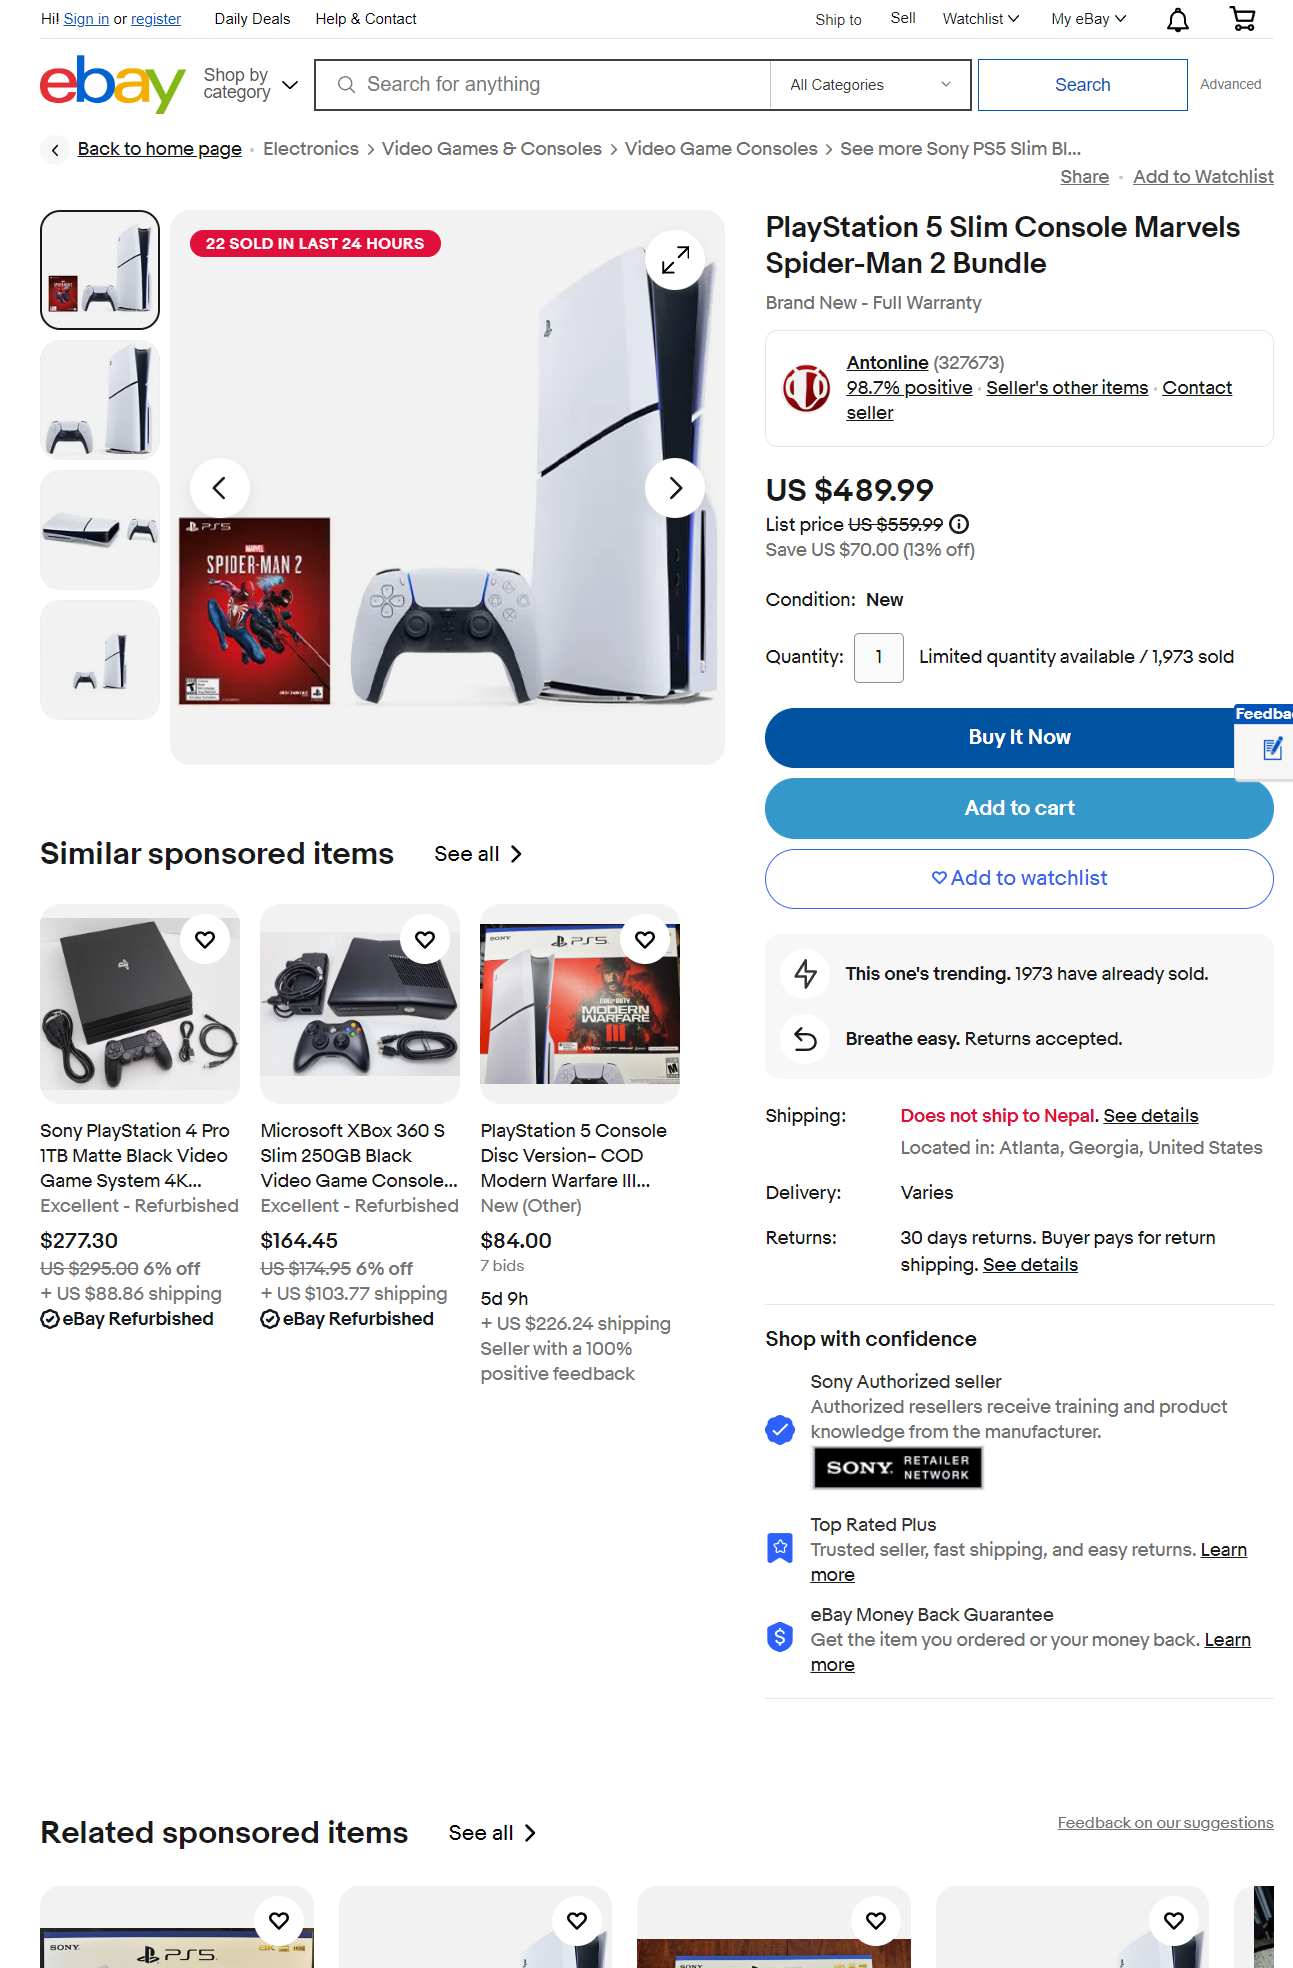 Hi! Sign in or register
Daily Deals
Help & Contact
Ship to
Sell
Watchlist
My eBay
ebay
Shop by
category
Search for anything
All Categories
Search
Advanced
Back to home page
Electronics
Video Games & Consoles
Video Game Consoles
See more Sony PS5 Slim Bl...
Share
Add to Watchlist
22 SOLD IN LAST 24 HOURS
PS5
MARVEL
SPIDER-MAN 2
PlayStation 5 Slim Console Marvels
Spider-Man 2 Bundle
Brand New - Full Warranty
Antonline (327673)
98.7% positive · Seller's other items · Contact
seller
US $489.99
List price US $559.99
Save US $70.00 (13% off)
Condition: New
Quantity: 1 Limited quantity available / 1,973 sold
Buy It Now
Feedba
Add to cart
Add to watchlist
This one's trending. 1973 have already sold.
Breathe easy. Returns accepted.
Shipping: Does not ship to Nepal. See details
Located in: Atlanta, Georgia, United States
Delivery: Varies
Returns: 30 days returns. Buyer pays for return
shipping. See details
Shop with confidence
Sony Authorized seller
Authorized resellers receive training and product
knowledge from the manufacturer.
SONY. RETAILER
NETWORK
Top Rated Plus
Trusted seller, fast shipping, and easy returns. Learn
more
eBay Money Back Guarantee
Get the item you ordered or your money back. Learn
more
Similar sponsored items
See all
Sony PlayStation 4 Pro
1TB Matte Black Video
Game System 4K...
Excellent - Refurbished
$277.30
US $295.00 6% off
+ US $88.86 shipping
eBay Refurbished
Microsoft XBox 360 S
Slim 250GB Black
Video Game Console...
Excellent - Refurbished
$164.45
US $174.95 6% off
+ US $103.77 shipping
eBay Refurbished
SONY
PS5
CALL OF DUTY
MODERN
WARFARE
III
M
PlayStation 5 Console
Disc Version- COD
Modern Warfare III...
New (Other)
$84.00
7 bids
5d 9h
+ US $226.24 shipping
Seller with a 100%
positive feedback
Related sponsored items
See all
Feedback on our suggestions
SONY
PS5
8K
SONY